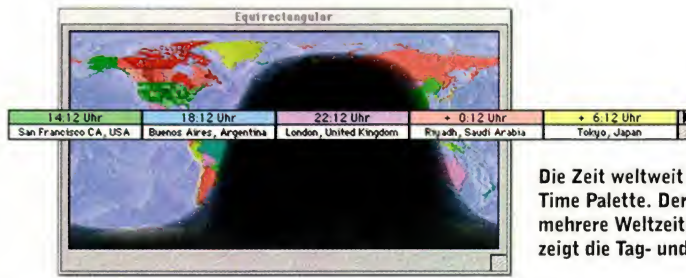 Equirectangular
14:12 Uhr 18:12 Uhr 22:12 Uhr + 0:12 Uhr + 6:12 Uhr
San Francisco CA, USA Buenos Aires, Argentina London, United Kingdom Riyadh, Saudi Arabia Tokyo, Japan
Die Zeit weltweit
Time Palette. Der
mehrere Weltzeit
zeigt die Tag- und